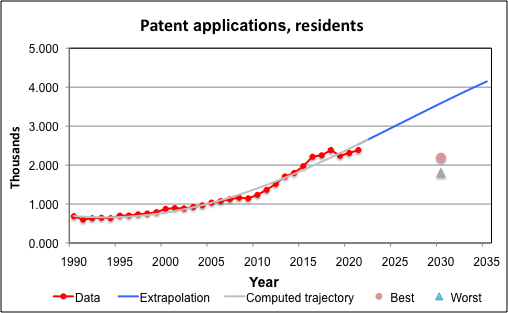 Patent applications, residents
5.000
4.000
3.000
2.000
1.000
0.000
Thousands
1990 1995 2000 2005 2010 2015 2020 2025 2030 2035
Year
Data Extrapolation Computed trajectory Best Worst